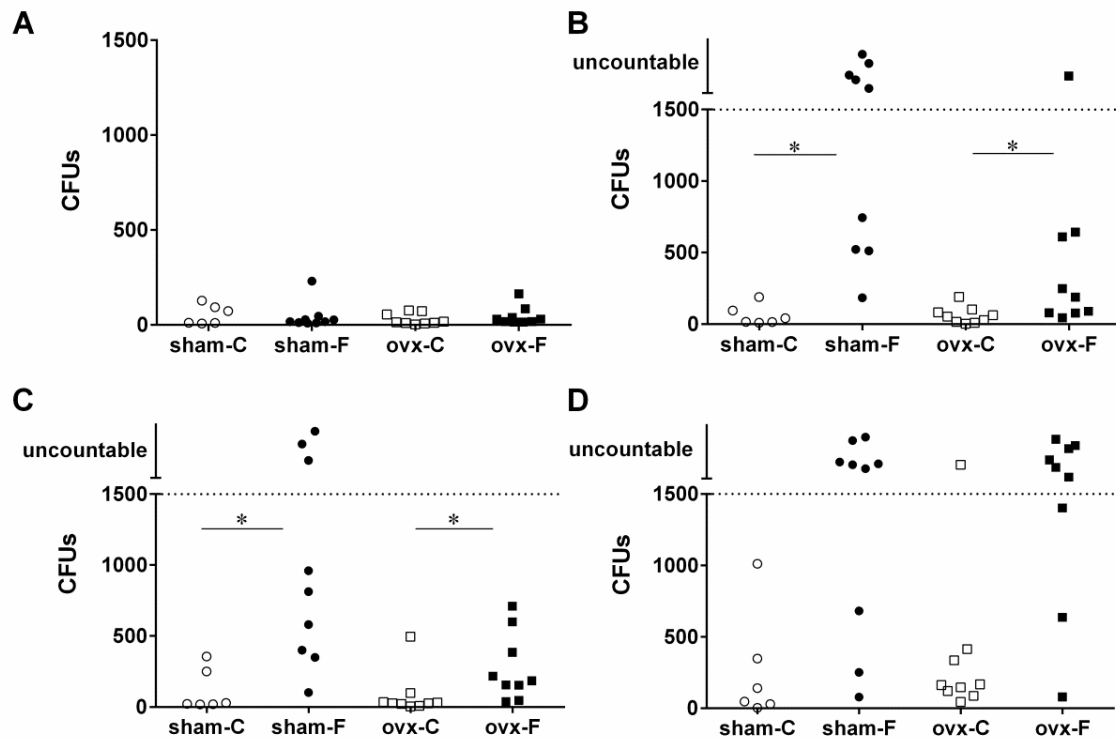 A
CFUs
1500
1000
500
0
sham-C sham-F ovx-C ovx-F
B
uncountable
CFUs
1500
1000
500
0
* *
sham-C sham-F ovx-C ovx-F
C
uncountable
CFUs
1500
1000
500
0
* *
sham-C sham-F ovx-C ovx-F
D
uncountable
CFUs
1500
1000
500
0
sham-C sham-F ovx-C ovx-F